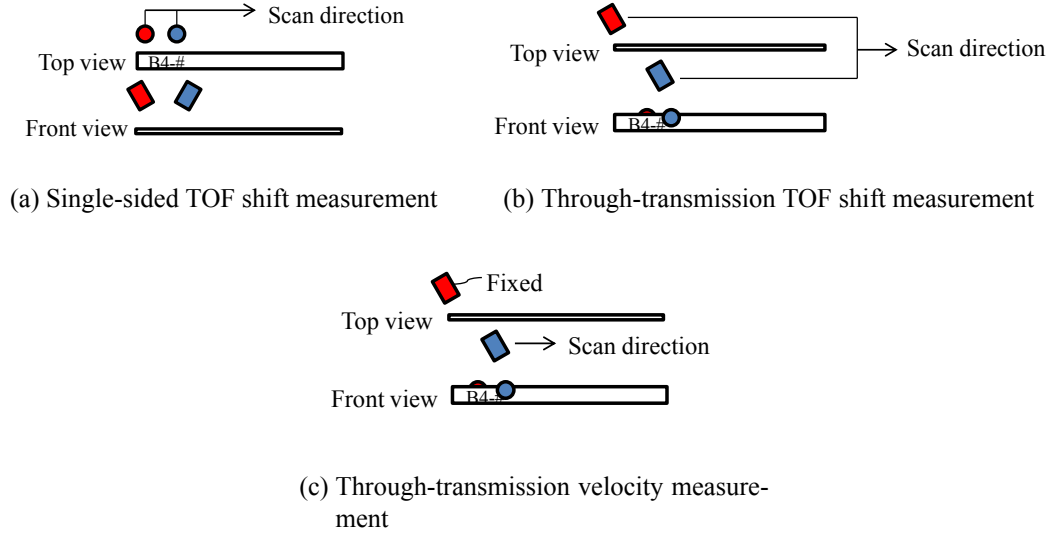 Scan direction
Top view
B4-#
Front view
(a) Single-sided TOF shift measurement
Top view
Scan direction
Front view
B4-#
(b) Through-transmission TOF shift measurement
Fixed
Top view
Scan direction
Front view
B4-#
(c) Through-transmission velocity measure-
ment